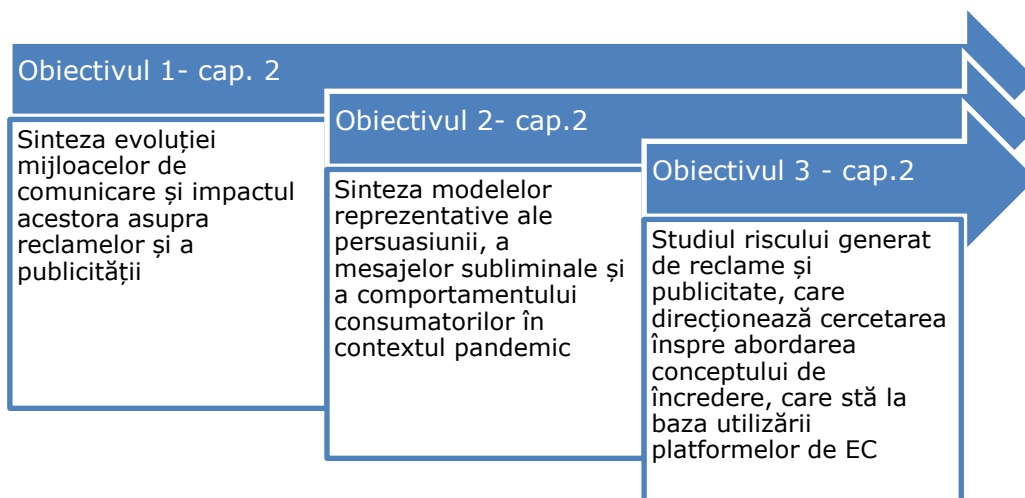 Obiectivul 1- cap. 2
Sinteza evoluției
mijloacelor de
comunicare și impactul
acestora asupra
reclamelor și a
publicității
Obiectivul 2- cap.2
Sinteza modelelor
reprezentative ale
persuasiunii, a
mesajelor subliminale și
a comportamentului
consumatorilor în
contextul pandemic
Obiectivul 3 - cap.2
Studiul riscului generat
de reclame și
publicitate, care
direcționează cercetarea
înspre abordarea
conceptului de
încredere, care stă la
baza utilizării
platformelor de EC